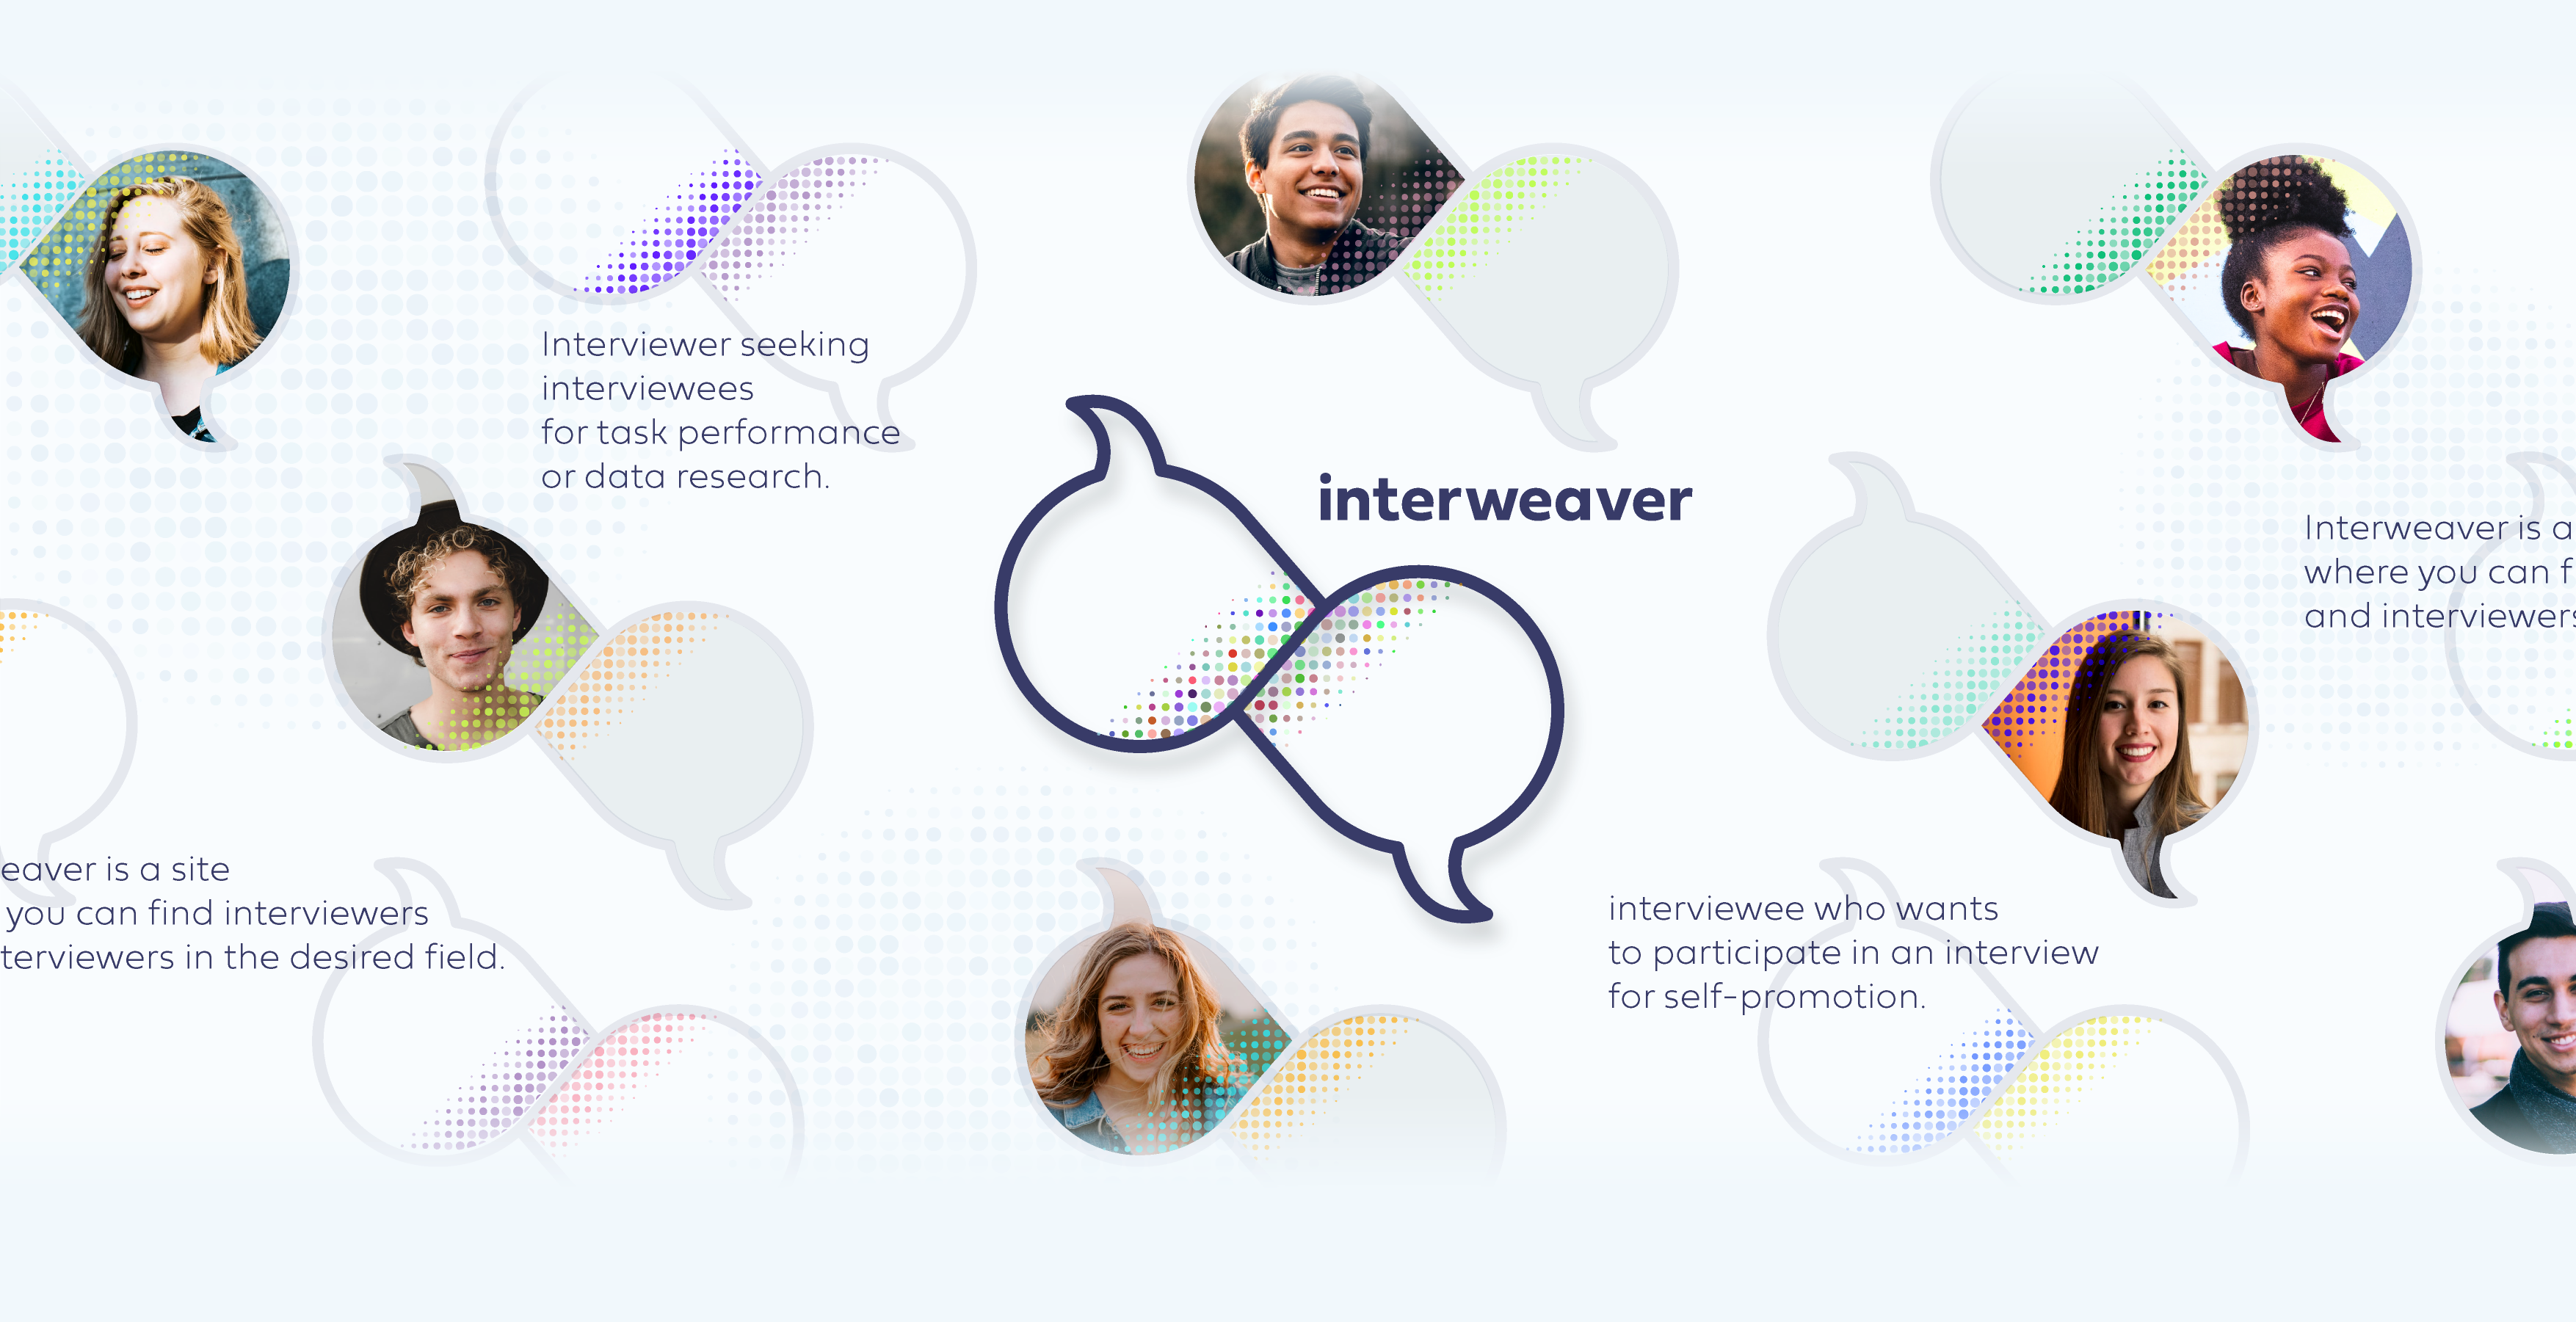 Interviewer seeking
interviewees
for task performance
or data research.
interweaver
Interweaver is a
where you can f
and interviewers
eaver is a site
you can find interviewers
terviewers in the desired field.
interviewee who wants
to participate in an interview
for self-promotion.